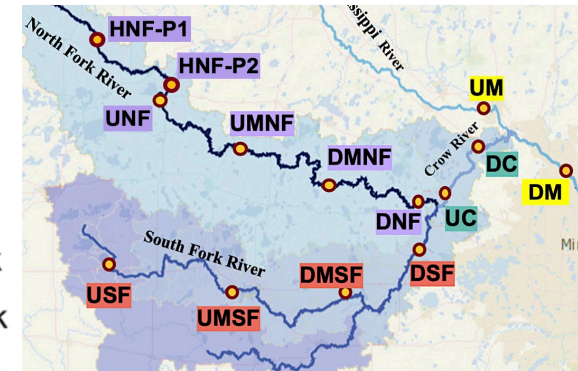 HNF-P1
ssippi River
North Fork River
HNF-P2
UM
UNF
UMNF
Crow River
DMNF
DC
DM
DNF
UC
South Fork River
DSF
DMSF
USF
UMSF